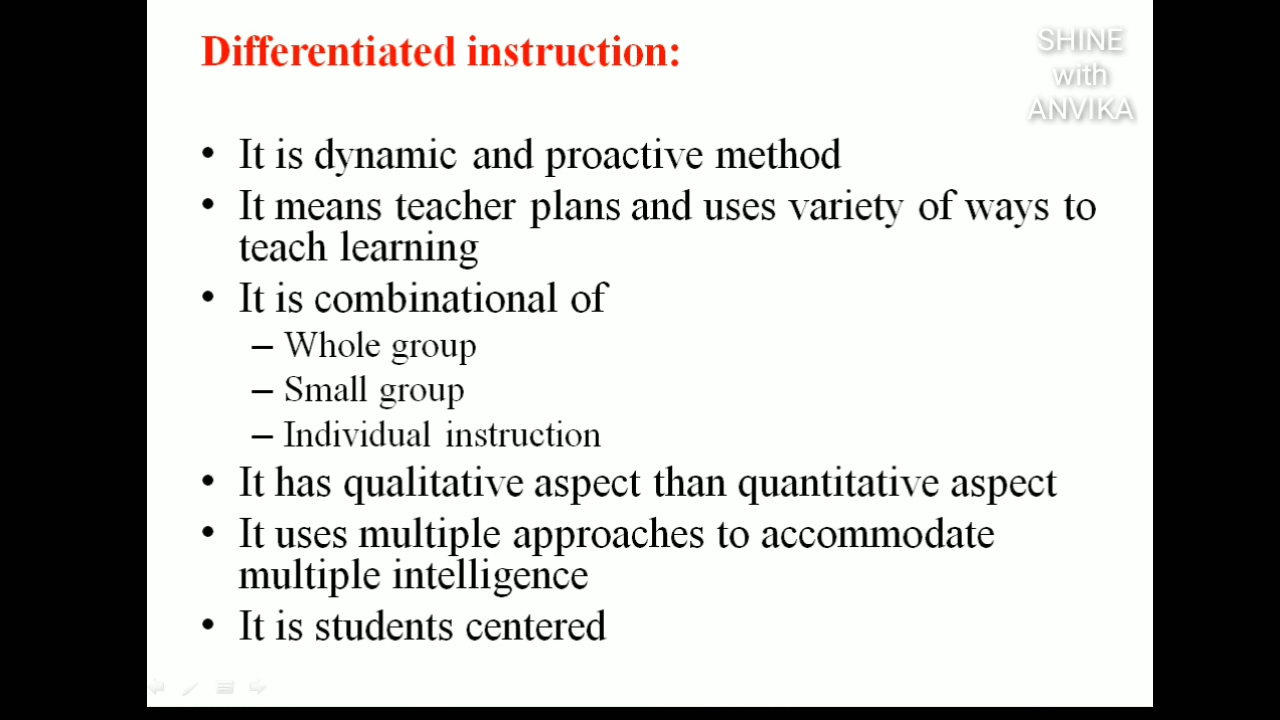 Differentiated instruction:
SHINE
with
ANVIKA
• It is dynamic and proactive method
• It means teacher plans and uses variety of ways to
teach learning
• It is combinational of
– Whole group
– Small group
– Individual instruction
• It has qualitative aspect than quantitative aspect
• It uses multiple approaches to accommodate
multiple intelligence
• It is students centered